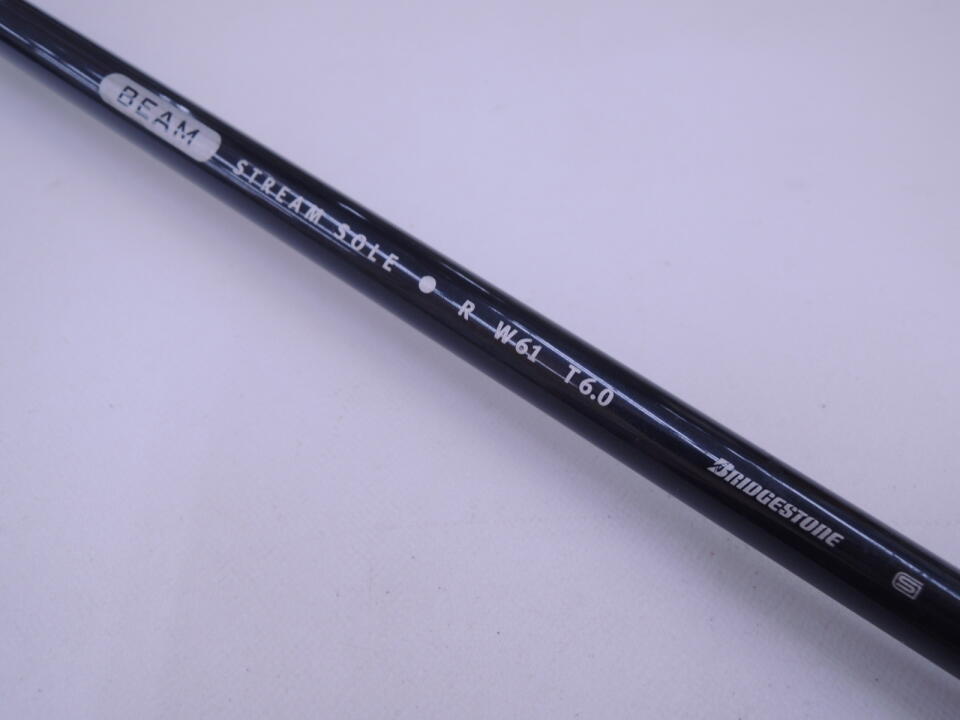 BEAM STREAM SOLE ● R W61 T6.0
BRIDGESTONE
S